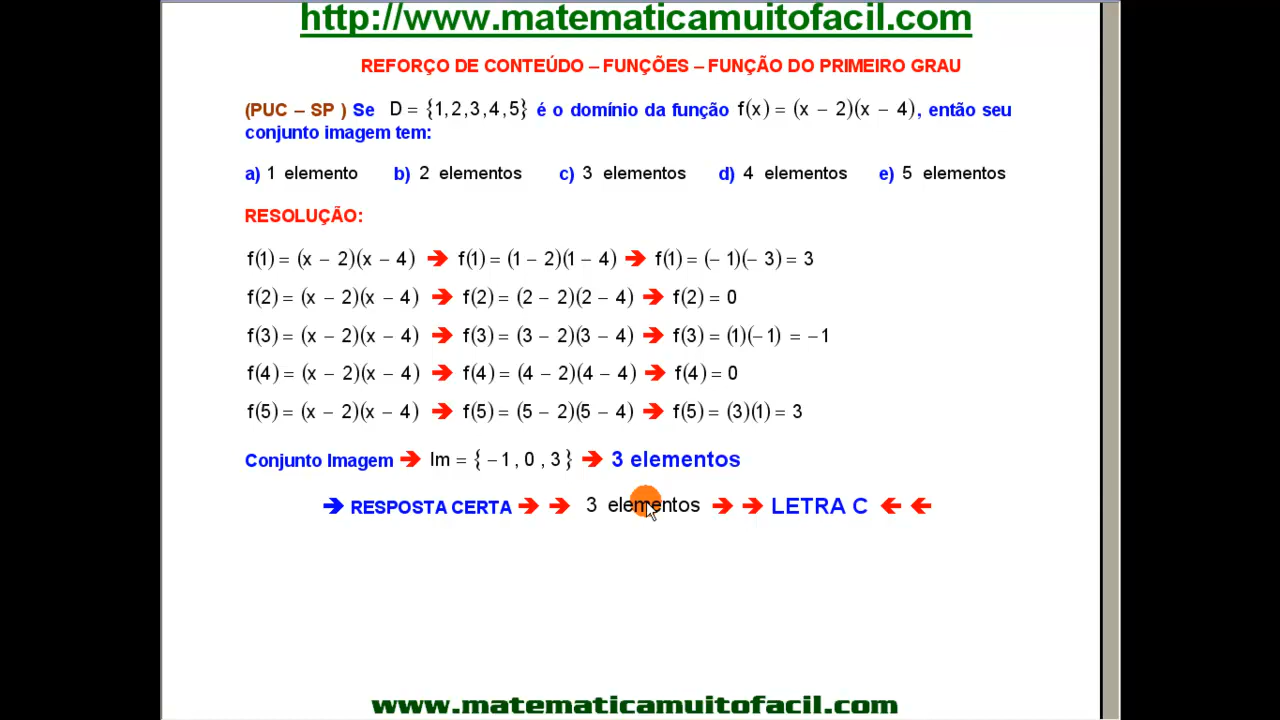 http://www.matematicamuitofacil.com
REFORÇO DE CONTEÚDO – FUNÇÕES – FUNÇÃO DO PRIMEIRO GRAU
(PUC – SP ) Se D = {1,2,3,4,5} é o domínio da função f(x) = (x – 2)(x – 4), então seu
conjunto imagem tem:
a) 1 elemento b) 2 elementos c) 3 elementos d) 4 elementos e) 5 elementos
RESOLUÇÃO:
f(1) = (x – 2)(x – 4) ➔ f(1) = (1 – 2)(1 – 4) ➔ f(1) = (– 1)(– 3) = 3
f(2) = (x – 2)(x – 4) ➔ f(2) = (2 – 2)(2 – 4) ➔ f(2) = 0
f(3) = (x – 2)(x – 4) ➔ f(3) = (3 – 2)(3 – 4) ➔ f(3) = (1)(– 1) = – 1
f(4) = (x – 2)(x – 4) ➔ f(4) = (4 – 2)(4 – 4) ➔ f(4) = 0
f(5) = (x – 2)(x – 4) ➔ f(5) = (5 – 2)(5 – 4) ➔ f(5) = (3)(1) = 3
Conjunto Imagem ➔ Im = { – 1 , 0 , 3 } ➔ 3 elementos
➔ RESPOSTA CERTA ➔ ➔ 3 elementos ➔ ➔ LETRA C 🡸 🡸
www.matematicamuitofacil.com